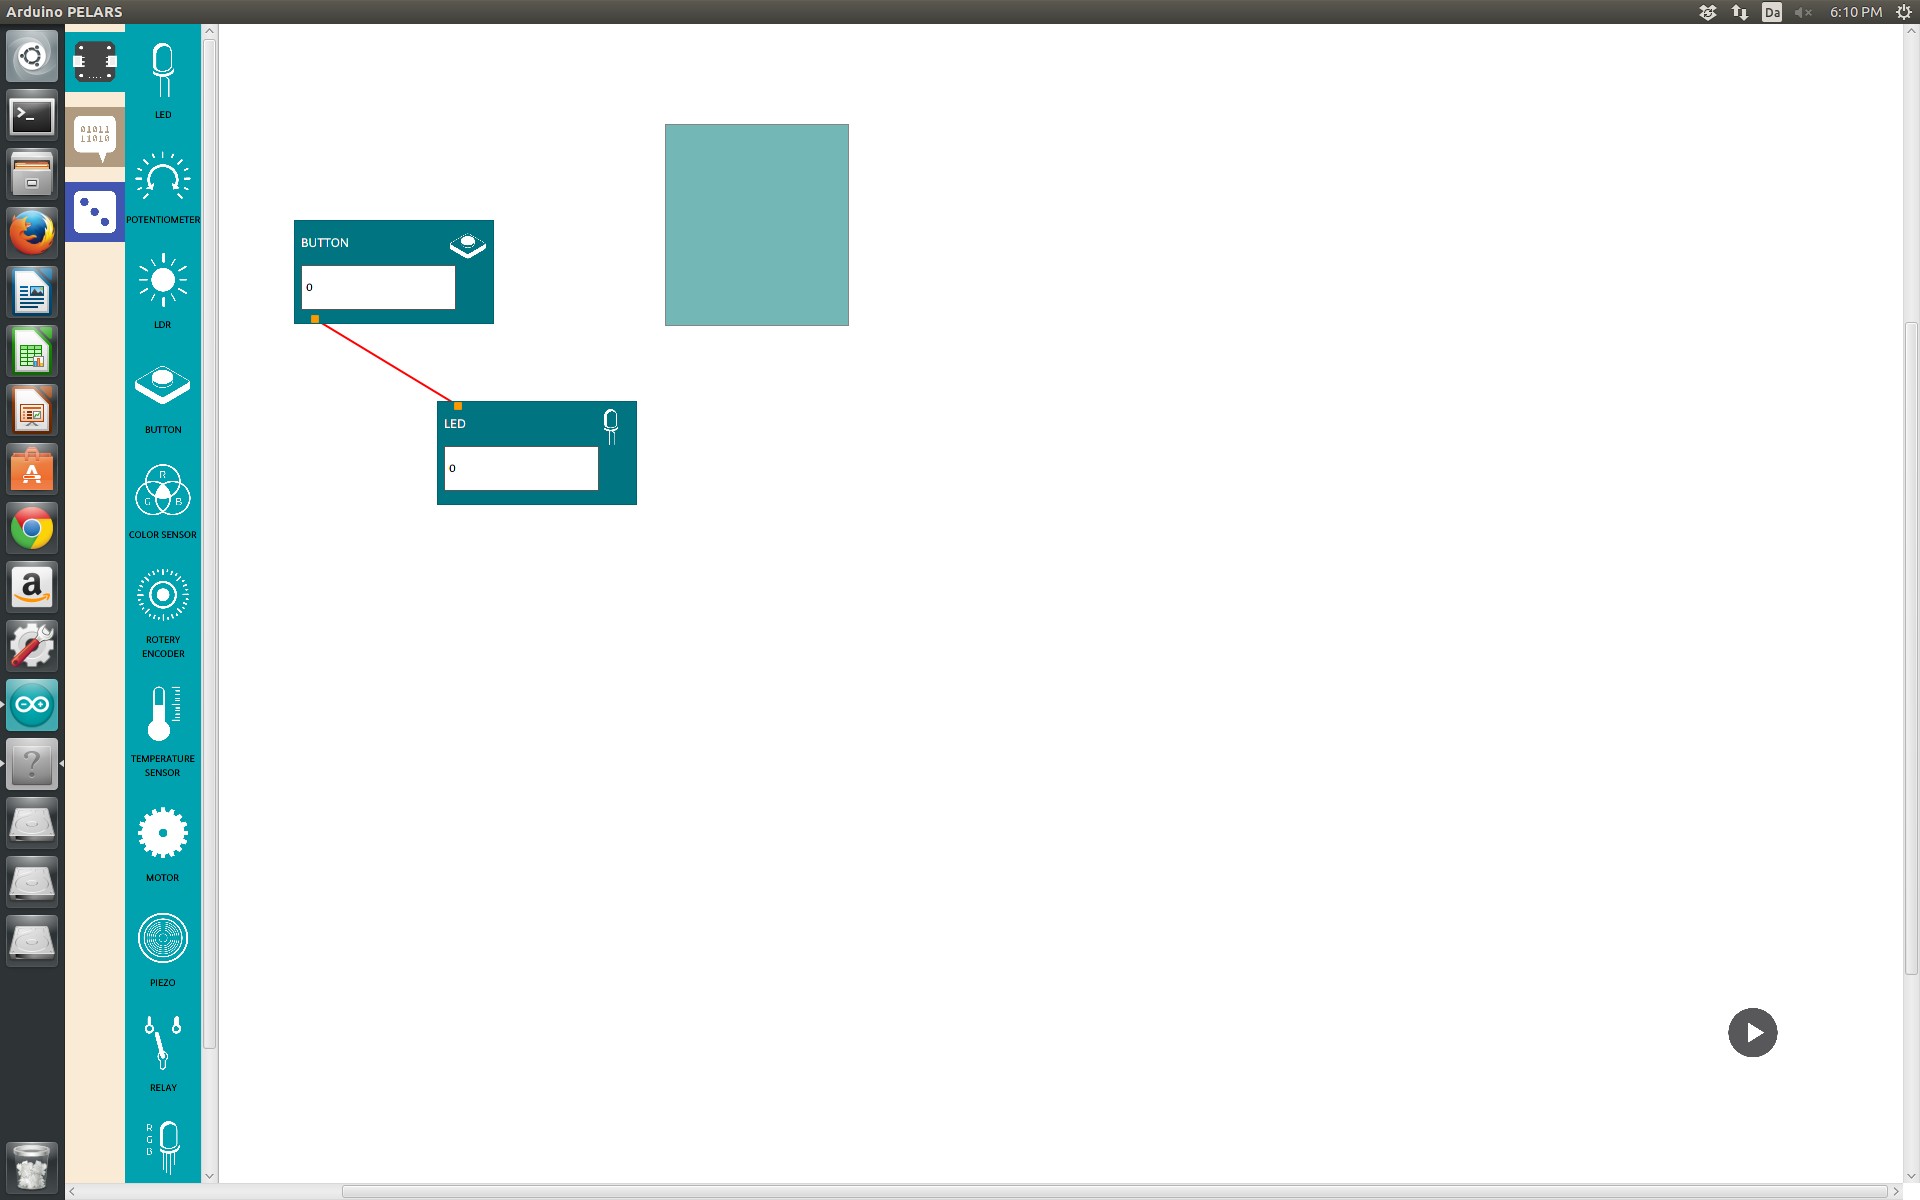 Arduino PELARS
Da
6:10 PM
01011
11010
LED
POTENTIOMETER
LDR
BUTTON
R
G B
COLOR SENSOR
ROTERY
ENCODER
TEMPERATURE
SENSOR
MOTOR
PIEZO
RELAY
R
G
B
BUTTON
0
LED
0